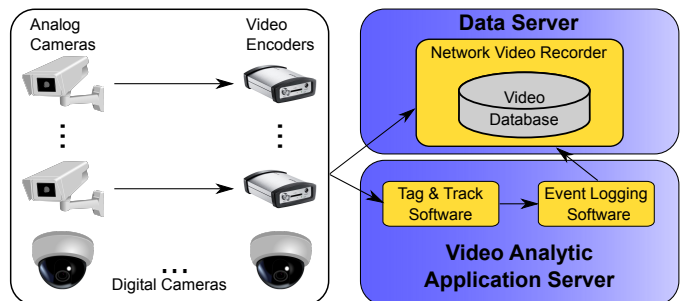 Analog
Cameras
Video
Encoders
Digital Cameras
Data Server
Network Video Recorder
Video
Database
Tag & Track
Software
Event Logging
Software
Video Analytic
Application Server